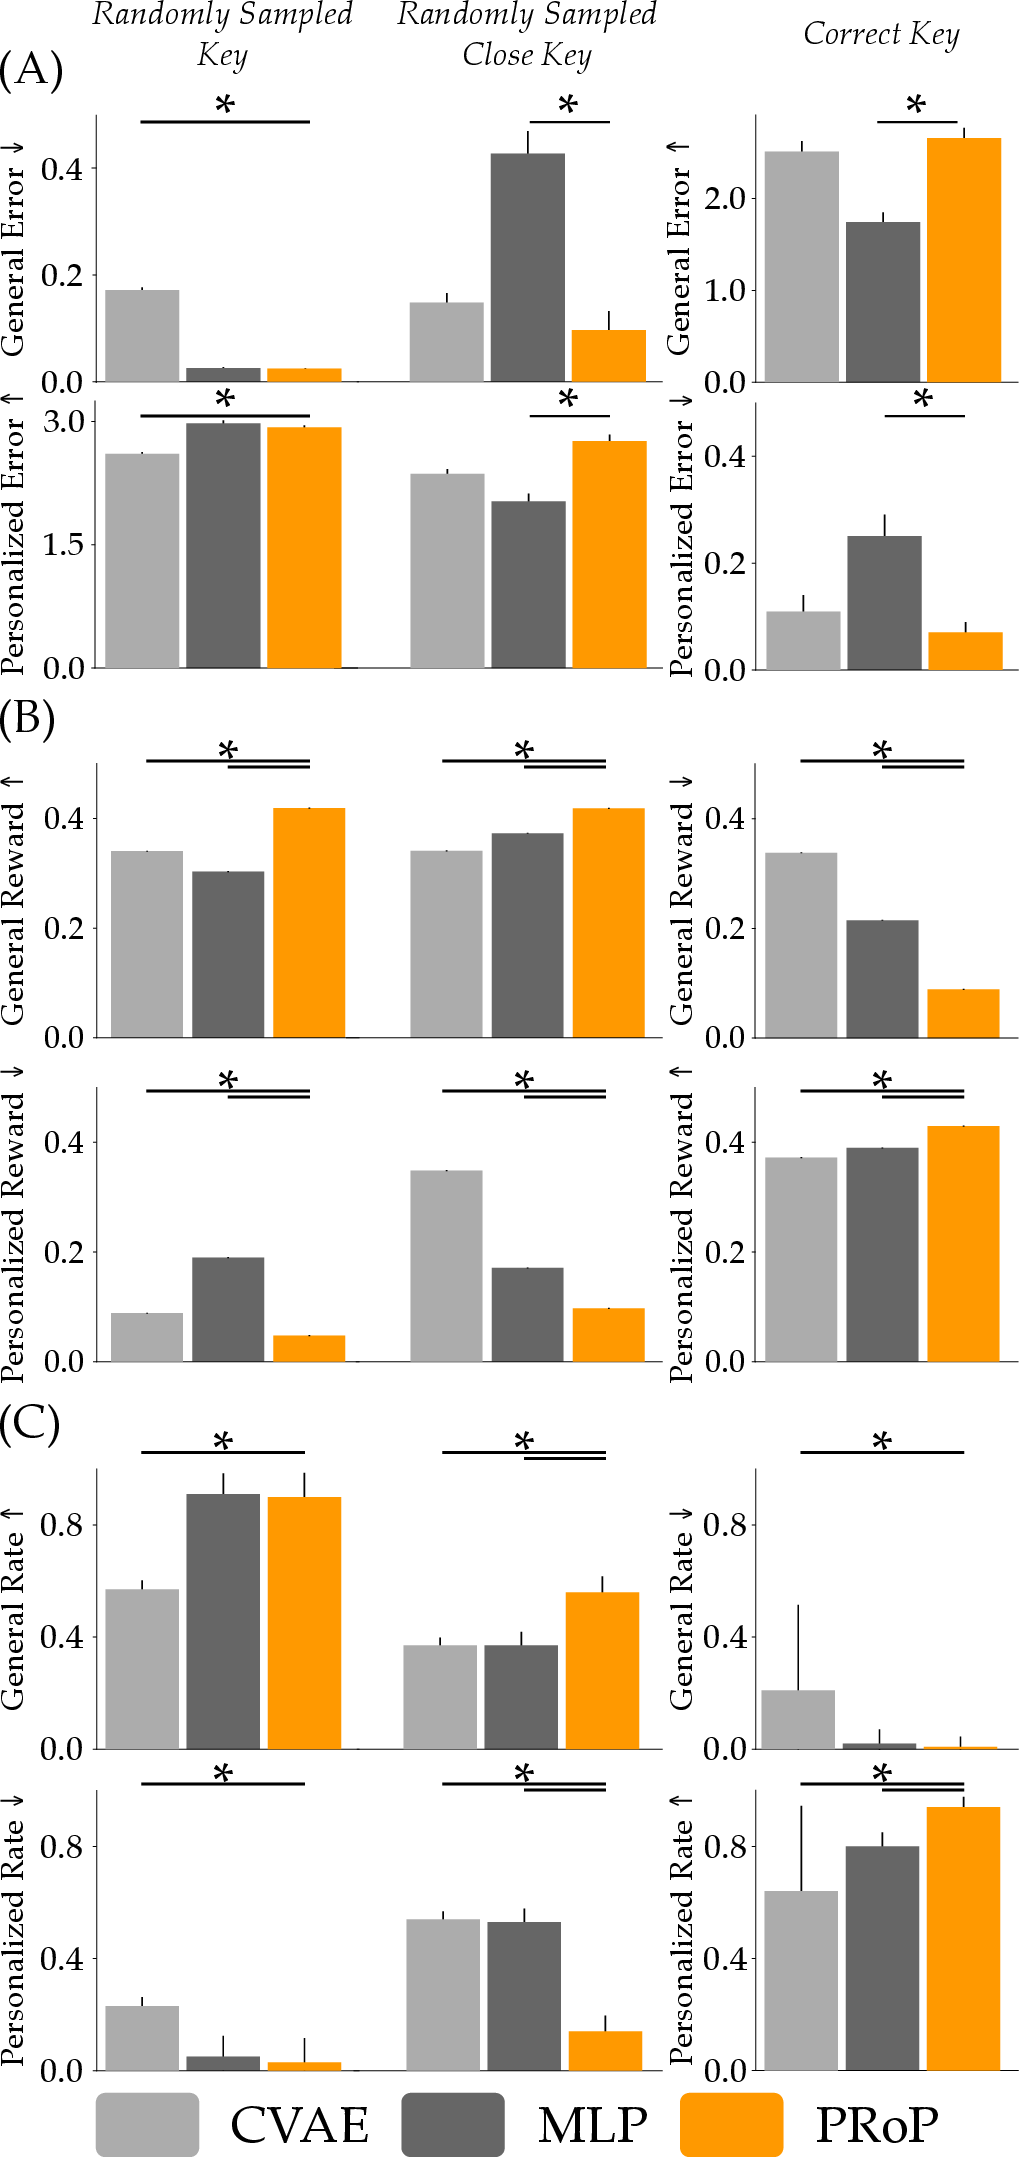 Randomly Sampled Key
Randomly Sampled Close Key
Correct Key
(A)
General Error ↓
0.4
0.2
0.0
*
*
General Error ↑
2.0
1.0
0.0
*
Personalized Error ↑
3.0
1.5
0.0
*
*
Personalized Error ↓
0.4
0.2
0.0
*
(B)
General Reward ↑
0.4
0.2
0.0
*
*
General Reward ↓
0.4
0.2
0.0
*
Personalized Reward ↓
0.4
0.2
0.0
*
*
Personalized Reward ↑
0.4
0.2
0.0
*
(C)
General Rate ↑
0.8
0.4
0.0
*
*
General Rate ↓
0.8
0.4
0.0
*
Personalized Rate ↓
0.8
0.4
0.0
*
*
Personalized Rate ↑
0.8
0.4
0.0
*
CVAE
MLP
PRoP